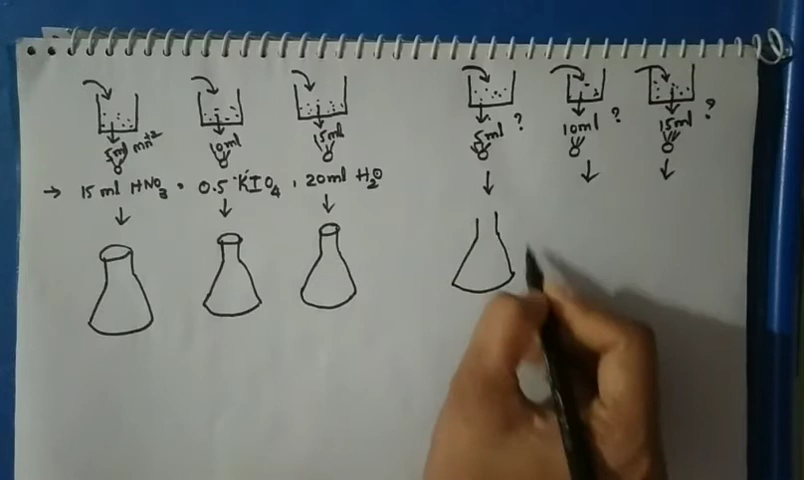 5ml Mn+2 10ml 15ml 5ml ? 10ml ? 15ml ?
→ 15 ml HNO3, 0.5 KIO4, 20ml H2O